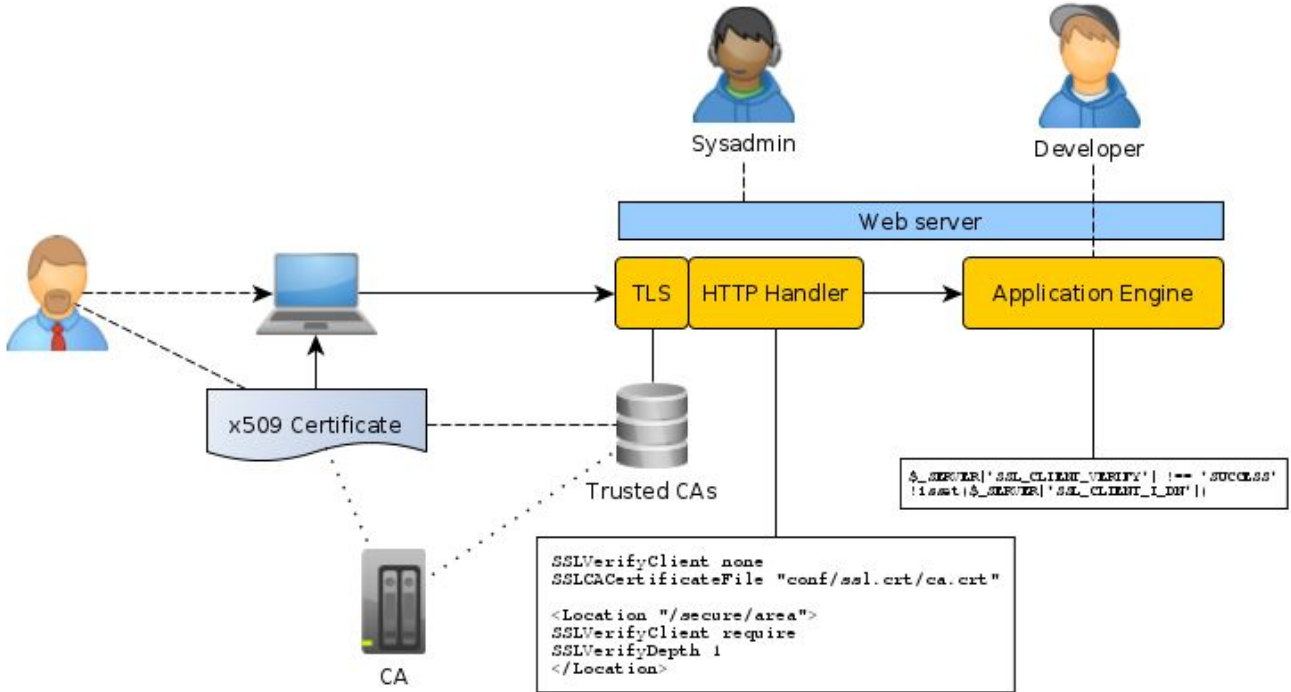 Sysadmin
Developer
Web server
TLS
HTTP Handler
Application Engine
x509 Certificate
Trusted CAs
$_SERVER['SSL_CLIENT_VERIFY'] !== 'SUCCESS'
!isset($_SERVER['SSL_CLIENT_I_DN'])
SSLVerifyClient none
SSLCACertificateFile "conf/ssl.crt/ca.crt"
<Location "/secure/area">
SSLVerifyClient require
SSLVerifyDepth 1
</Location>
CA